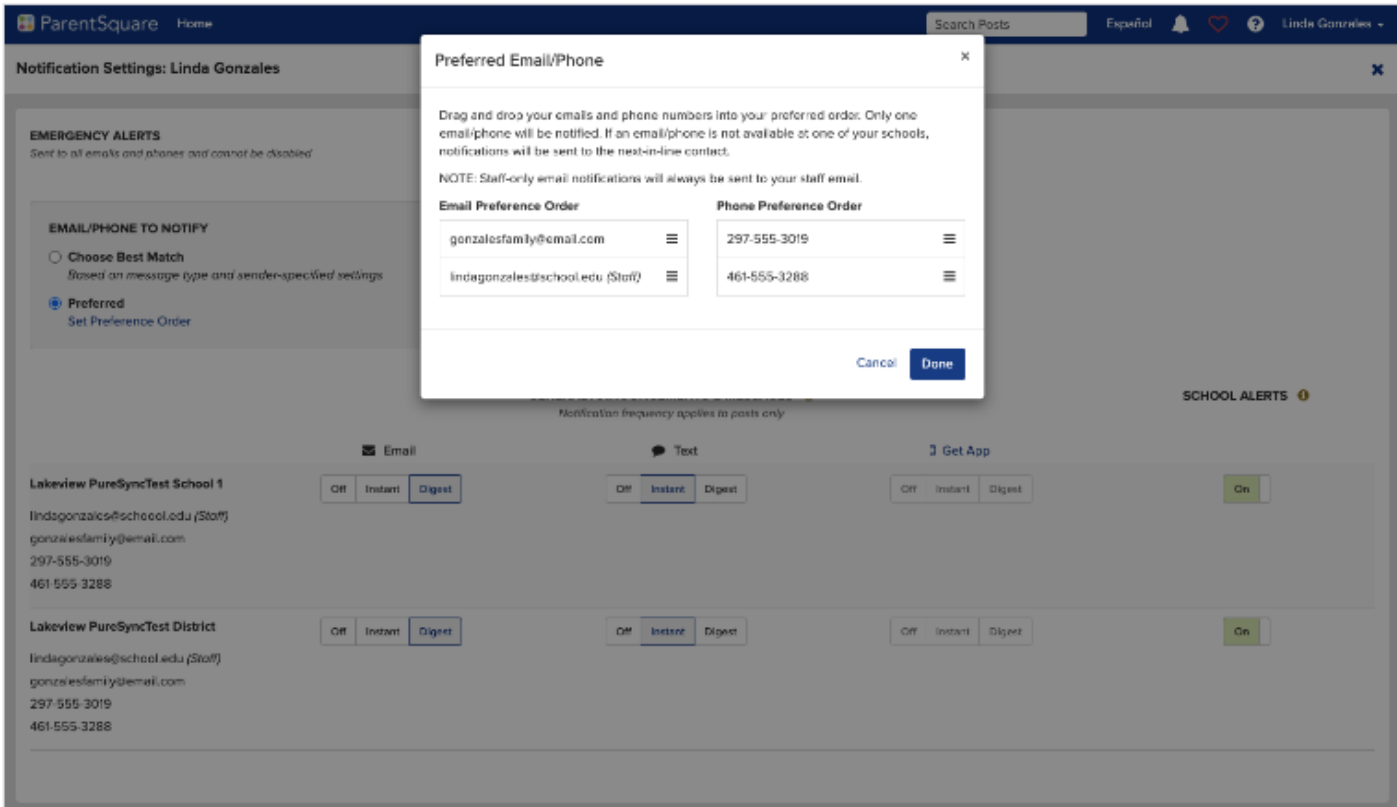 ParentSquare Home Search Posts Español Linda Gonzales
Notification Settings: Linda Gonzales
Preferred Email/Phone
Drag and drop your emails and phone numbers into your preferred order. Only one
email/phone will be notified. If an email/phone is not available at one of your schools,
notifications will be sent to the next-in-line contact.
NOTE: Staff-only email notifications will always be sent to your staff email.
Email Preference Order Phone Preference Order
gonzalesfamily@email.com 297-555-3019
lindagonzales@school.edu (Staff) 461-555-3288
Cancel Done
EMERGENCY ALERTS
Sent to all emails and phones and cannot be disabled
EMAIL/PHONE TO NOTIFY
Choose Best Match
Based on message type and sender-specified settings
Preferred
Set Preference Order
SCHOOL ALERTS
Notification frequency applies to posts only
Email Text Get App
Lakeview PureSyncTest School 1 Off Instant Digest Off Instant Digest Off Instant Digest On
lindagonzales@schoool.edu (Staff)
gonzalesfamily@email.com
297-555-3019
461-555-3288
Lakeview PureSyncTest District Off Instant Digest Off Instant Digest Off Instant Digest On
lindagonzales@school.edu (Staff)
gonzalesfamily@email.com
297-555-3019
461-555-3288